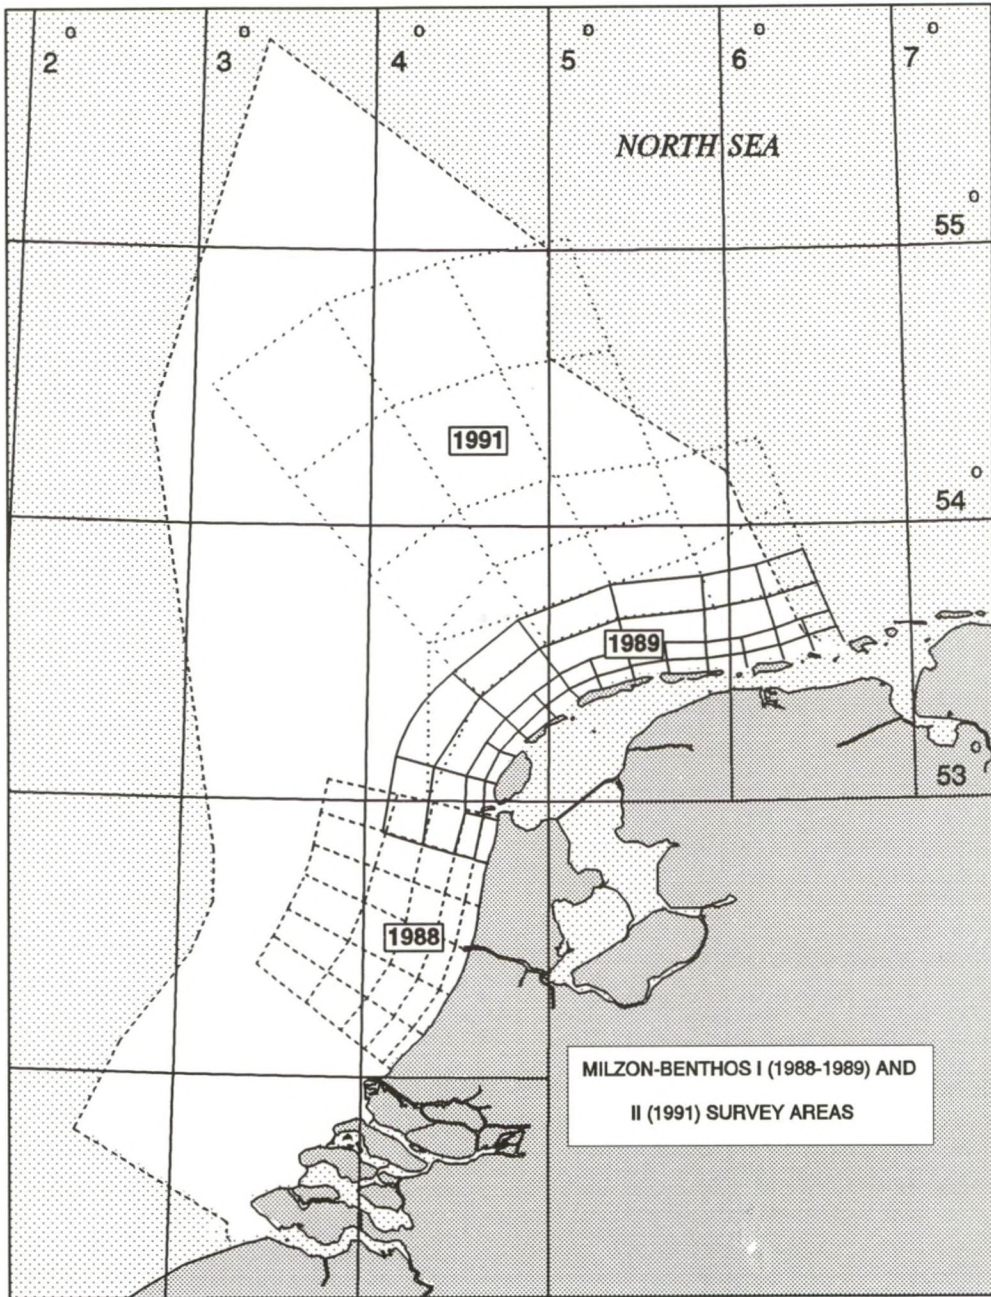 2° 3° 4° 5° 6° 7°
NORTH SEA
55°
1991
54°
1989
53°
1988
MILZON-BENTHOS I (1988-1989) AND
II (1991) SURVEY AREAS